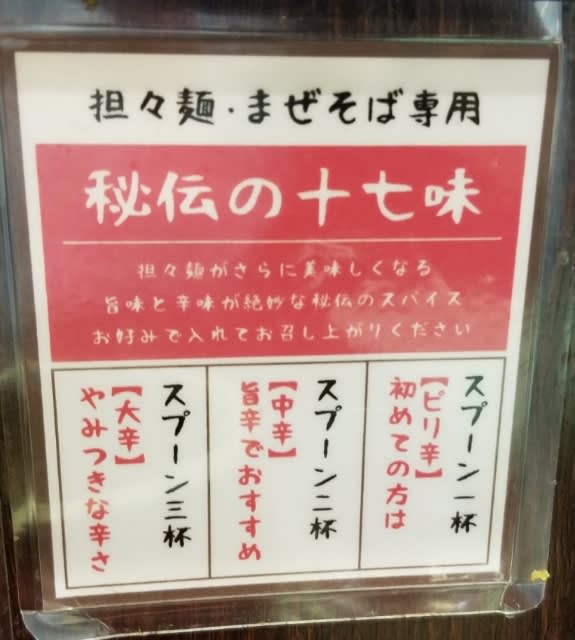 担々麺・まぜそば専用
秘伝の十七味
担々麺がさらに美味しくなる
旨味と辛味が絶妙な秘伝のスパイス
お好みで入れてお召し上がりください
スプーン一杯
【ピリ辛】
初めての方は
スプーン二杯
【中辛】
旨辛でおすすめ
スプーン三杯
【大辛】
やみつきな辛さ